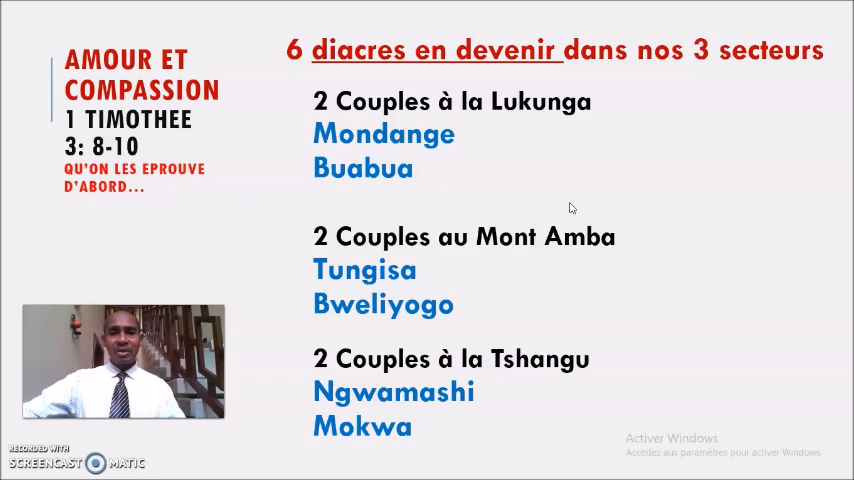 AMOUR ET
COMPASSION
1 TIMOTHEE
3: 8-10
QU'ON LES EPROUVE
D'ABORD...
6 diacres en devenir dans nos 3 secteurs
2 Couples à la Lukunga
Mondange
Buabua
2 Couples au Mont Amba
Tungisa
Bweliyogo
2 Couples à la Tshangu
Ngwamashi
Mokwa
Activer Windows
Accédez aux paramètres pour activer Windows.
RECORDED WITH
SCREENCAST MATIC